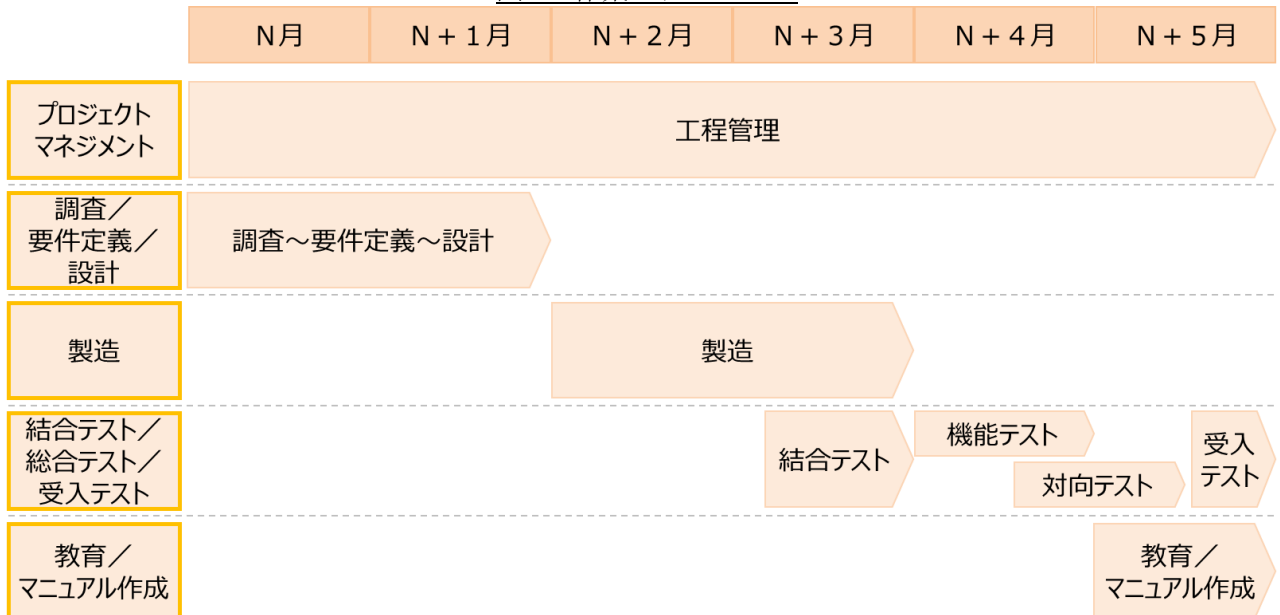 N月
N+1月
N+2月
N+3月
N+4月
N+5月
プロジェクト
マネジメント
工程管理
調査/
要件定義/
設計
調査~要件定義~設計
製造
製造
結合テスト/
総合テスト/
受入テスト
結合テスト
機能テスト
対向テスト
受入
テスト
教育/
マニュアル作成
教育/
マニュアル作成